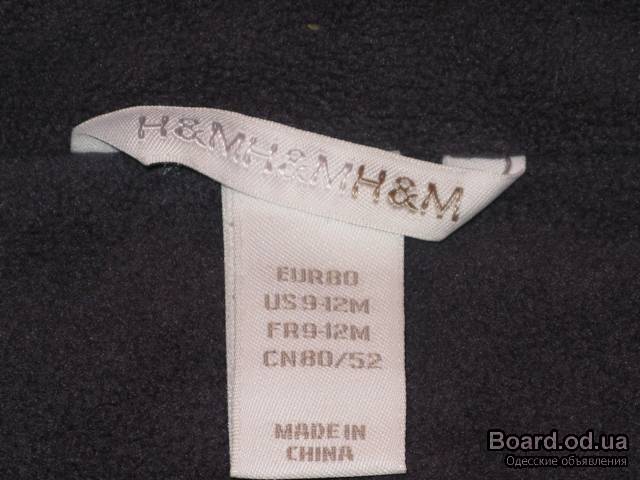 H&MH&MH&M
EUR80
US9-12M
FR9-12M
CN80/52
MADE IN
CHINA
Board.od.ua
Одесские объявления